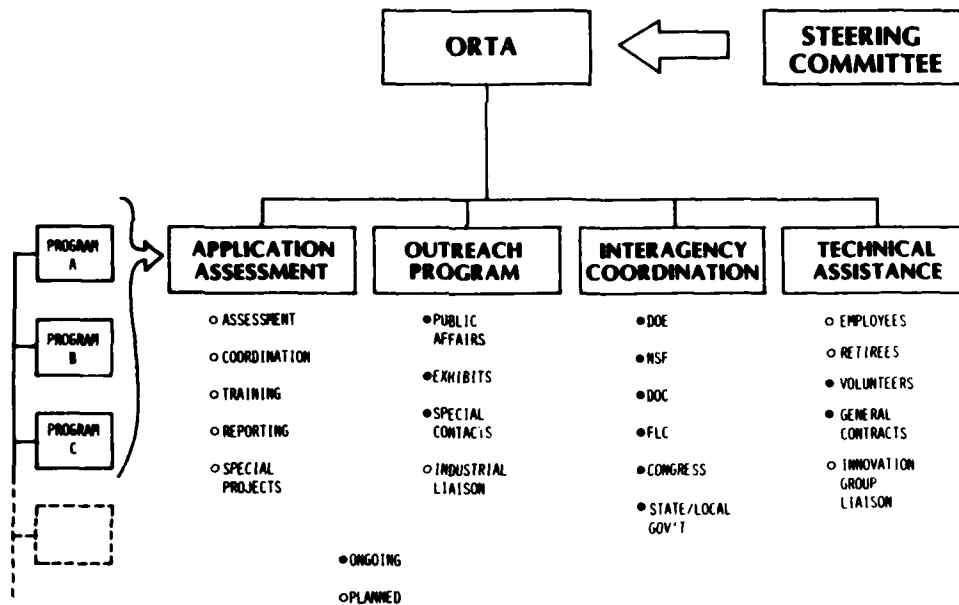 ORTA
STEERING
COMMITTEE
PROGRAM
A
PROGRAM
B
PROGRAM
C
APPLICATION
ASSESSMENT
○ ASSESSMENT
○ COORDINATION
○ TRAINING
○ REPORTING
○ SPECIAL
PROJECTS
OUTREACH
PROGRAM
● PUBLIC
AFFAIRS
● EXHIBITS
● SPECIAL
CONTACTS
○ INDUSTRIAL
LIAISON
INTERAGENCY
COORDINATION
● DOE
● NSF
● DOC
● FLC
● CONGRESS
● STATE/LOCAL
GOV'T
TECHNICAL
ASSISTANCE
○ EMPLOYEES
○ RETIREES
● VOLUNTEERS
● GENERAL
CONTRACTS
○ INNOVATION
GROUP
LIAISON
● ONGOING
○ PLANNED